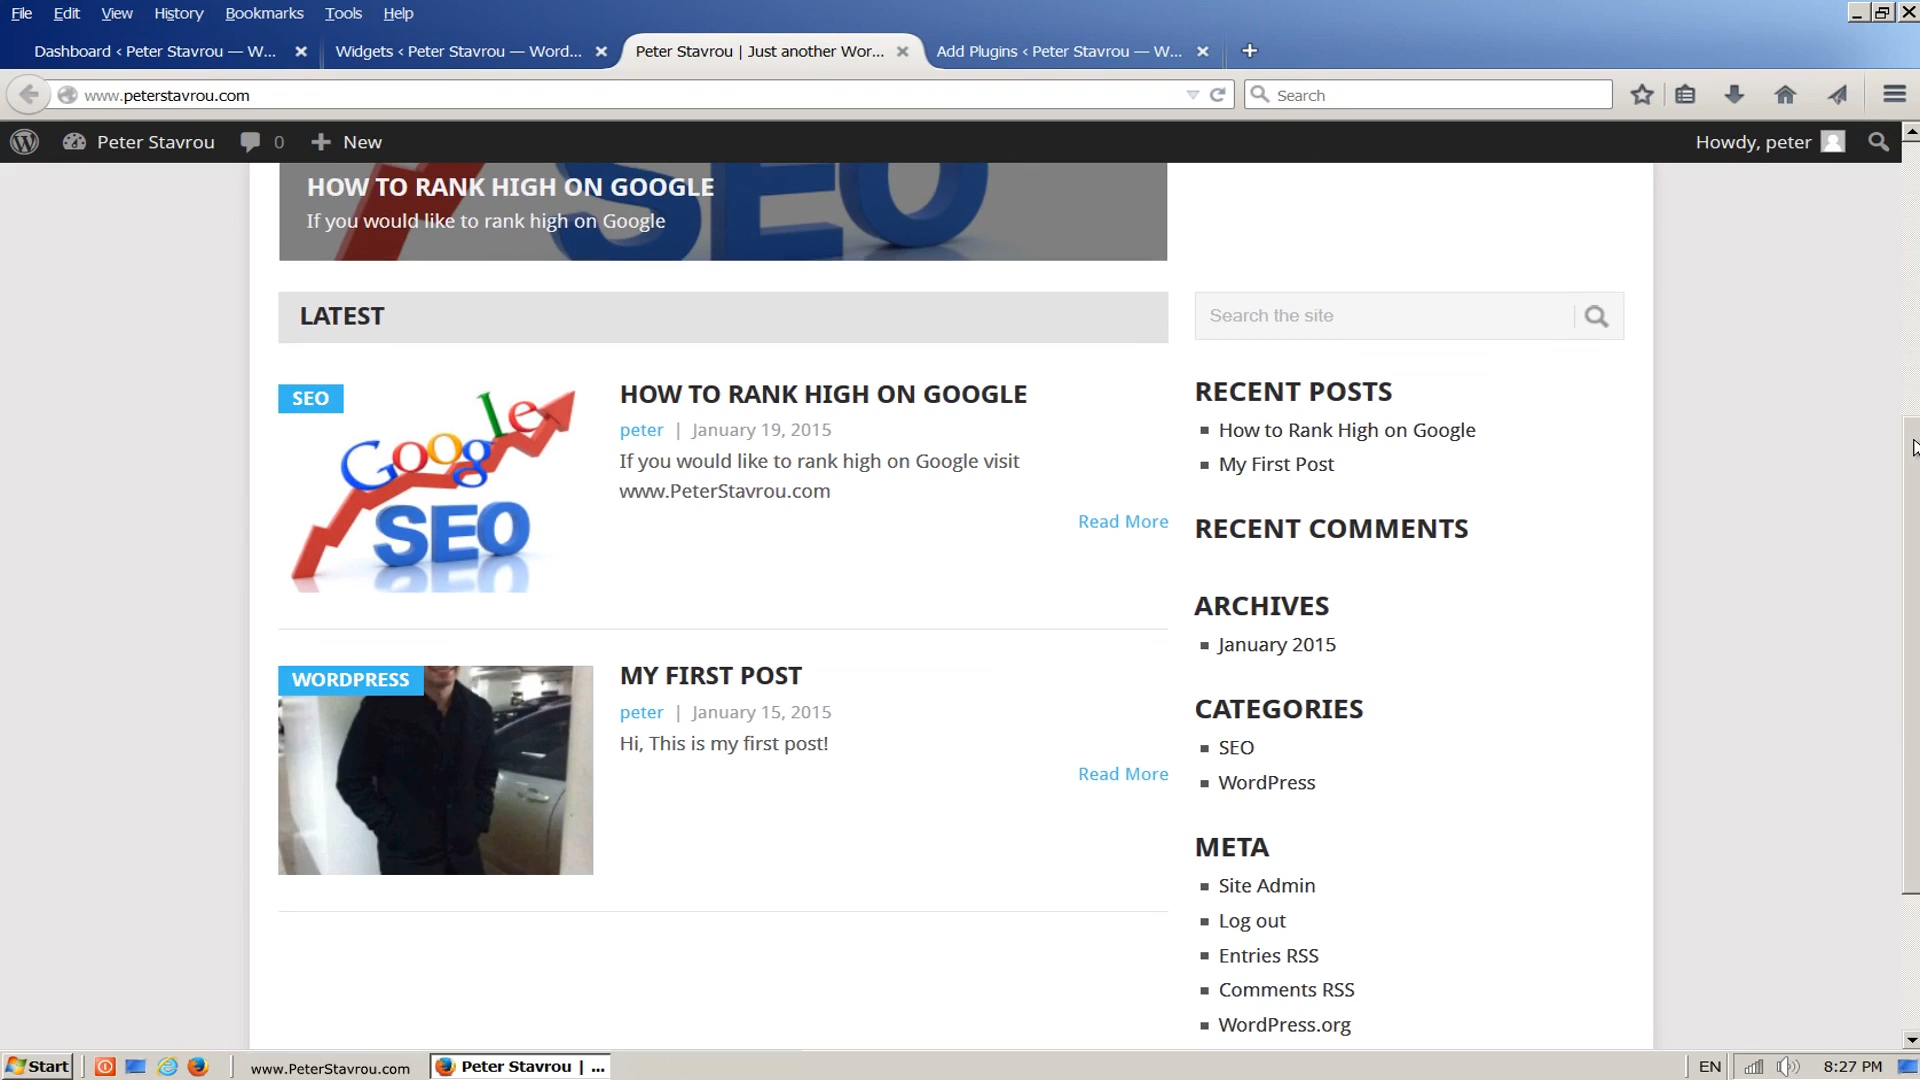 File Edit View History Bookmarks Tools Help
Dashboard ‹ Peter Stavrou — W...
Widgets ‹ Peter Stavrou — Word...
Peter Stavrou | Just another Wor...
Add Plugins ‹ Peter Stavrou — W...
www.peterstavrou.com
Search
Peter Stavrou 0 New
Howdy, peter
SEO
HOW TO RANK HIGH ON GOOGLE
If you would like to rank high on Google
LATEST
SEO
Google
SEO
HOW TO RANK HIGH ON GOOGLE
peter | January 19, 2015
If you would like to rank high on Google visit
www.PeterStavrou.com
Read More
WORDPRESS
MY FIRST POST
peter | January 15, 2015
Hi, This is my first post!
Read More
Search the site
RECENT POSTS
How to Rank High on Google
My First Post
RECENT COMMENTS
ARCHIVES
January 2015
CATEGORIES
SEO
WordPress
META
Site Admin
Log out
Entries RSS
Comments RSS
WordPress.org
Start
www.PeterStavrou.com
Peter Stavrou | ...
EN
8:27 PM